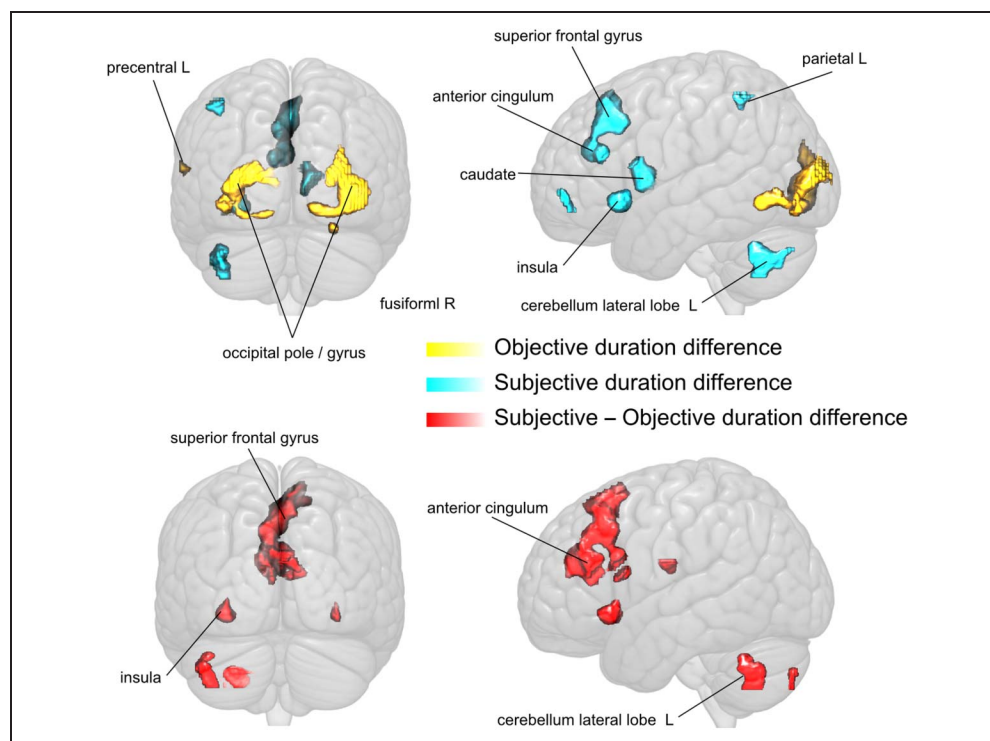 superior frontal gyrus
precentral L
parietal L
anterior cingulum
caudate
insula
fusiforml R
cerebellum lateral lobe L
occipital pole / gyrus
Objective duration difference
Subjective duration difference
Subjective – Objective duration difference
superior frontal gyrus
anterior cingulum
insula
cerebellum lateral lobe L